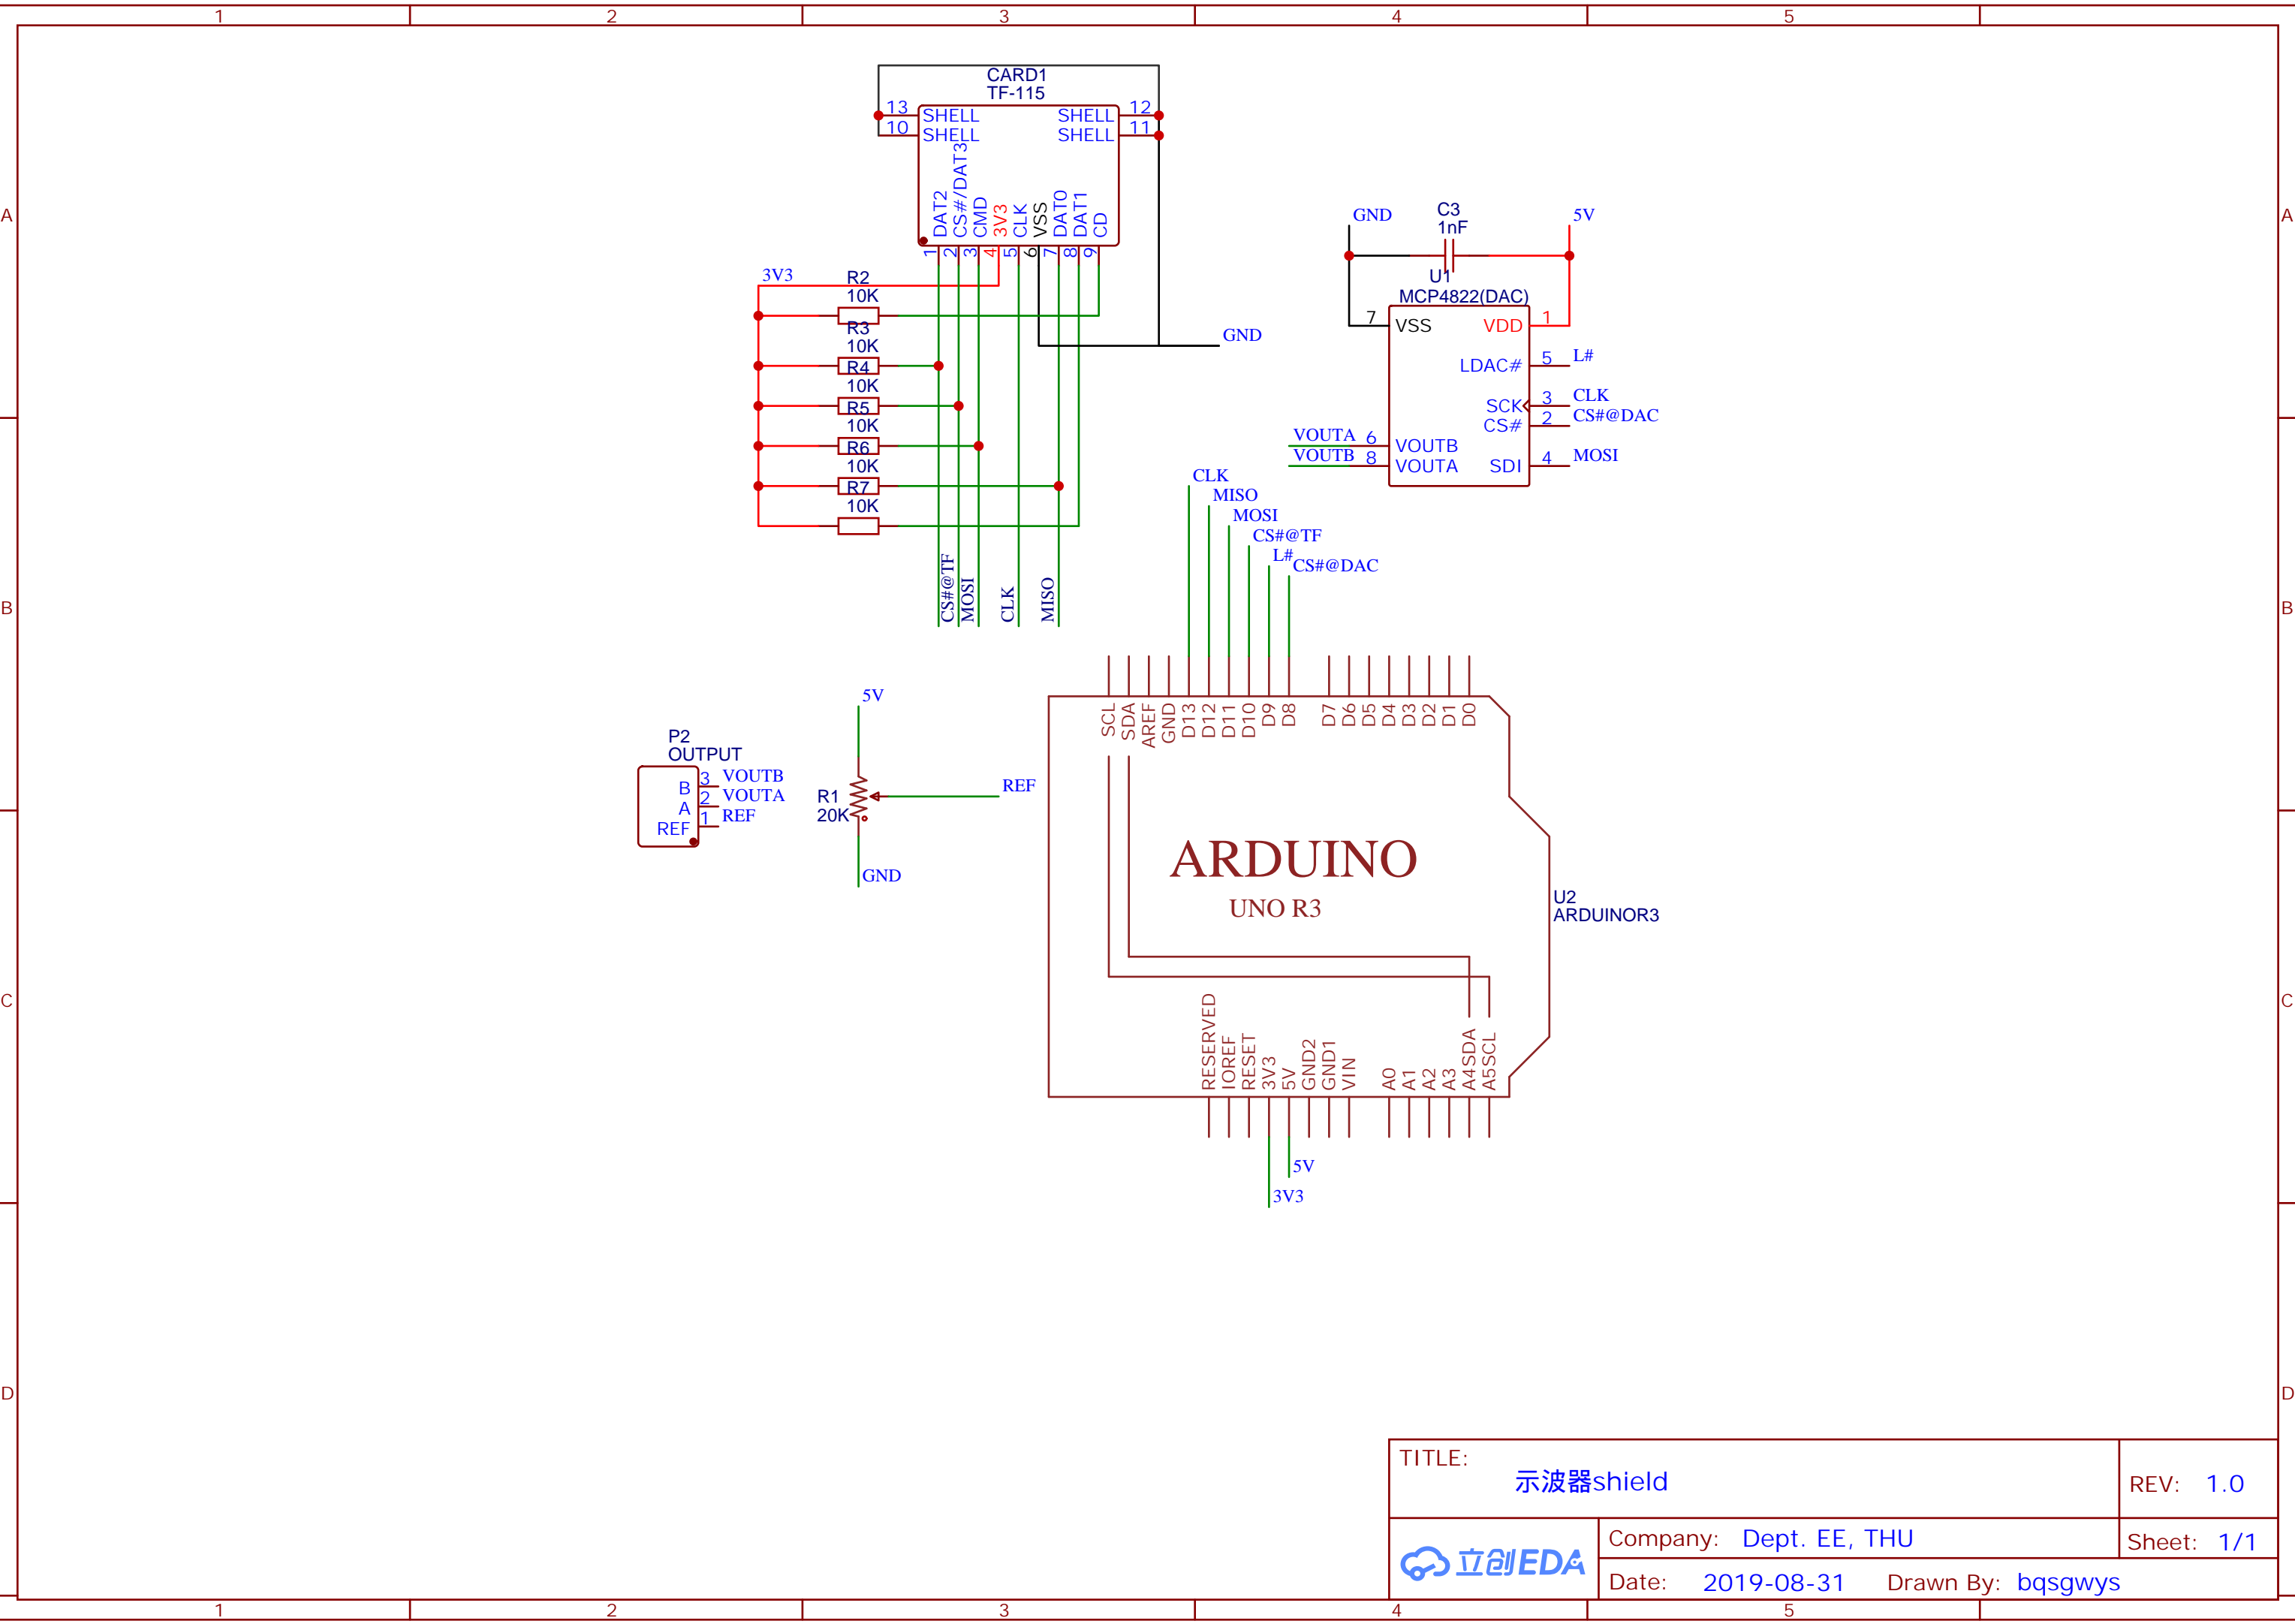 1 2 3 4 5
CARD1
TF-115
13 SHELL SHELL 12
10 SHELL SHELL 11
DAT2
CS#/DAT3
CMD
3V3
CLK
VSS
DAT0
DAT1
CD
1 2 3 4 5 6 7 8 9
A
A
3V3
R2
10K
R3
10K
R4
10K
R5
10K
R6
10K
R7
10K
GND
CS#@TF
MOSI
CLK
MISO
GND
C3
1nF
5V
U1
MCP4822(DAC)
7 VSS VDD 1
LDAC# 5 L#
SCK 3 CLK
CS# 2 CS#@DAC
VOUTA 6 VOUTB
VOUTB 8 VOUTA SDI 4 MOSI
CLK
MISO
MOSI
CS#@TF
L#
CS#@DAC
B
B
SCL SDA AREF GND D13 D12 D11 D10 D9 D8 D7 D6 D5 D4 D3 D2 D1 D0
P2
OUTPUT
B 3 VOUTB
A 2 VOUTA
REF 1 REF
5V
R1
20K
REF
GND
ARDUINO
UNO R3
U2
ARDUINOR3
C
C
RESERVED IOREF RESET 3V3 5V GND2 GND1 VIN A0 A1 A2 A3 A4SDA A5SCL
5V
3V3
D
D
TITLE:
示波器shield
REV: 1.0
立创EDA
Company: Dept. EE, THU
Sheet: 1/1
Date: 2019-08-31 Drawn By: bqsgwys
1 2 3 4 5